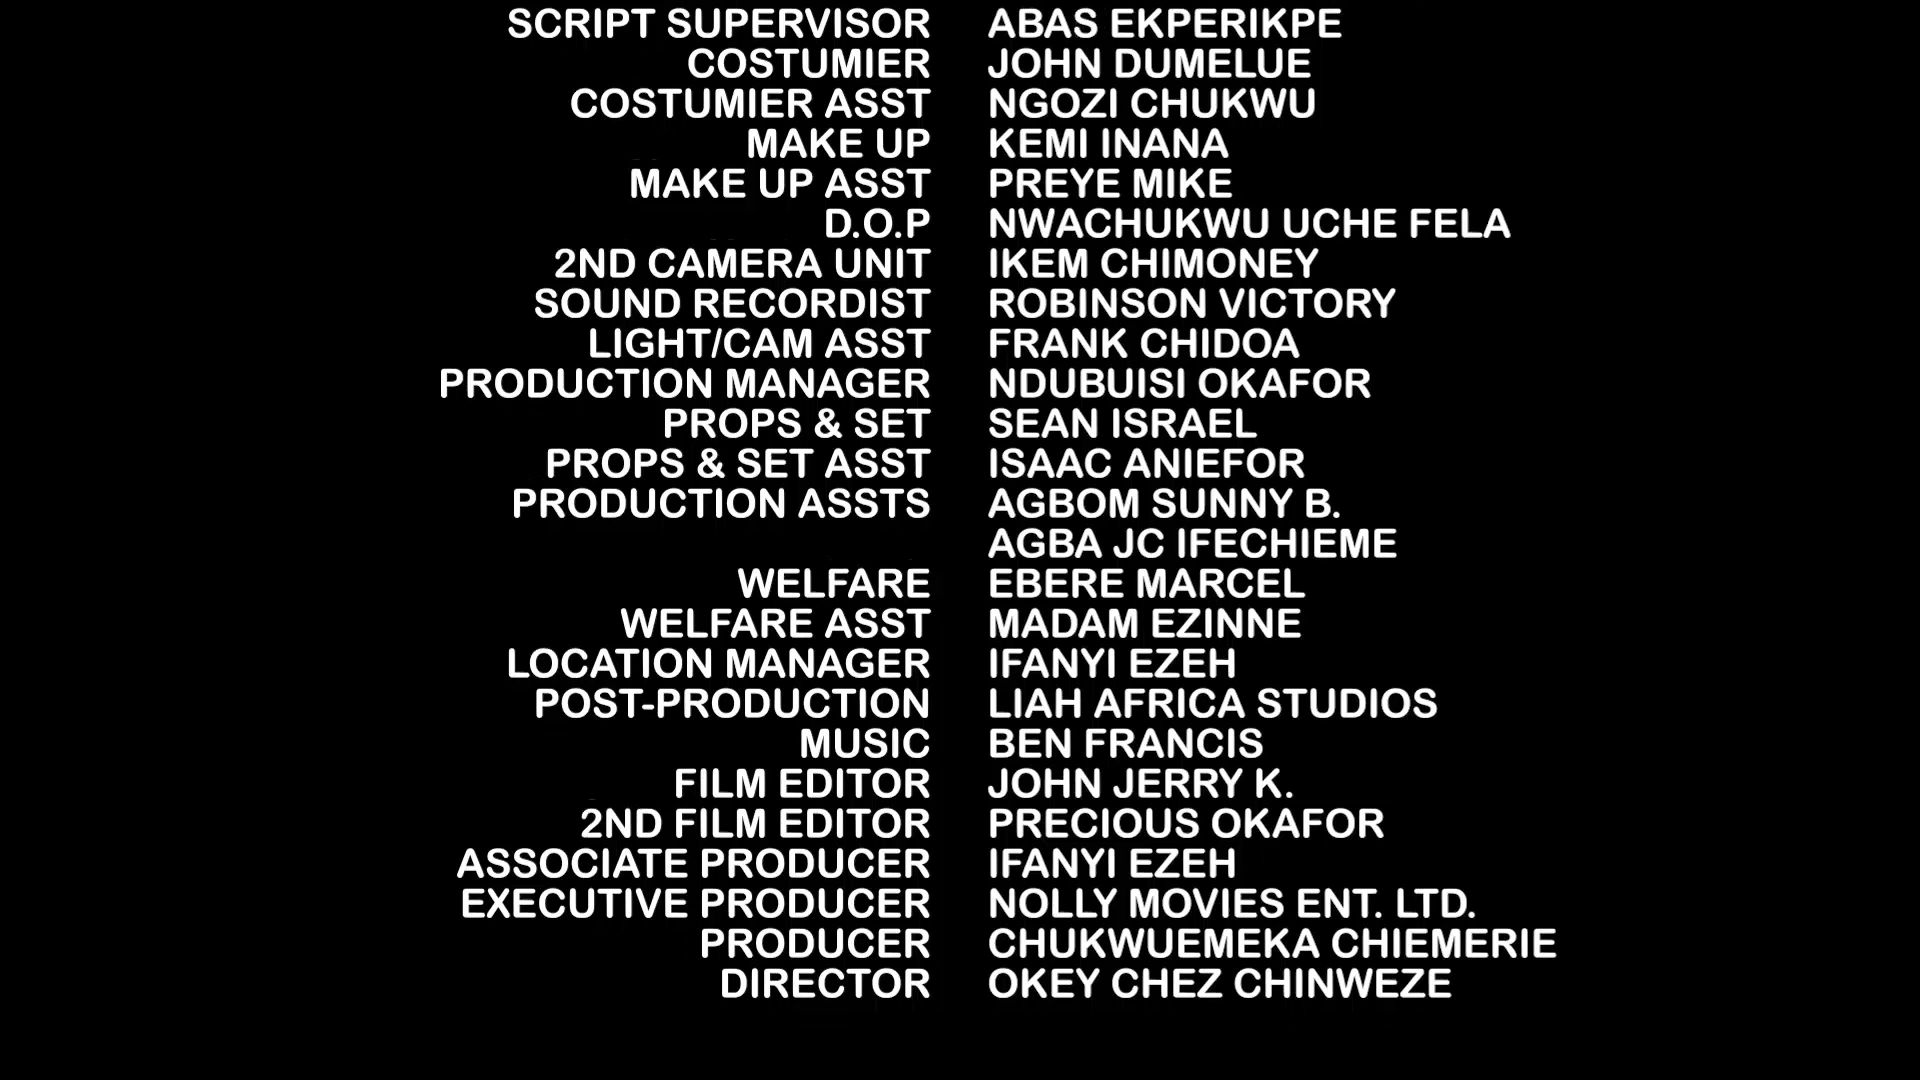 SCRIPT SUPERVISOR ABAS EKPERIKPE
COSTUMIER JOHN DUMELUE
COSTUMIER ASST NGOZI CHUKWU
MAKE UP KEMI INANA
MAKE UP ASST PREYE MIKE
D.O.P NWACHUKWU UCHE FELA
2ND CAMERA UNIT IKEM CHIMONEY
SOUND RECORDIST ROBINSON VICTORY
LIGHT/CAM ASST FRANK CHIDOA
PRODUCTION MANAGER NDUBUISI OKAFOR
PROPS & SET SEAN ISRAEL
PROPS & SET ASST ISAAC ANIEFOR
PRODUCTION ASSTS AGBOM SUNNY B.
AGBA JC IFECHIEME
WELFARE EBERE MARCEL
WELFARE ASST MADAM EZINNE
LOCATION MANAGER IFANYI EZEH
POST-PRODUCTION LIAH AFRICA STUDIOS
MUSIC BEN FRANCIS
FILM EDITOR JOHN JERRY K.
2ND FILM EDITOR PRECIOUS OKAFOR
ASSOCIATE PRODUCER IFANYI EZEH
EXECUTIVE PRODUCER NOLLY MOVIES ENT. LTD.
PRODUCER CHUKWUEMEKA CHIEMERIE
DIRECTOR OKEY CHEZ CHINWEZE